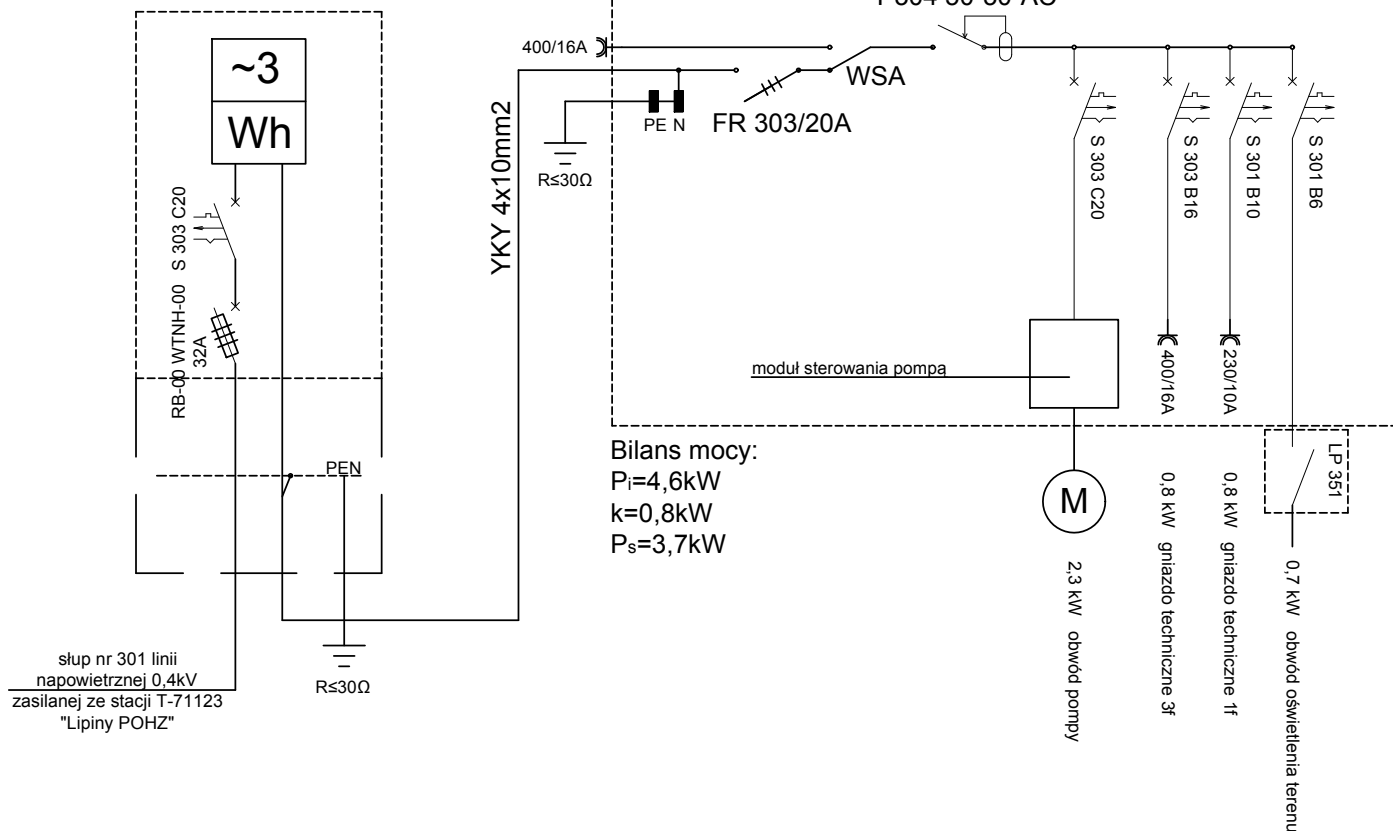 ~3
Wh
S 303 C20
RB-00 WTNH-00
32A
PEN
R≤30Ω
słup nr 301 linii
napowietrznej 0,4kV
zasilanej ze stacji T-71123
"Lipiny POHZ"
YKY 4x10mm2
400/16A
PE N
R≤30Ω
FR 303/20A
WSA
S 303 C20
S 303 B16
S 301 B10
S 301 B6
moduł sterowania pompą
400/16A
230/10A
LP 351
M
Bilans mocy:
Pi=4,6kW
k=0,8kW
Ps=3,7kW
2,3 kW obwód pompy
0,8 kW gniazdo techniczne 3f
0,8 kW gniazdo techniczne 1f
0,7 kW obwód oświetlenia terenu